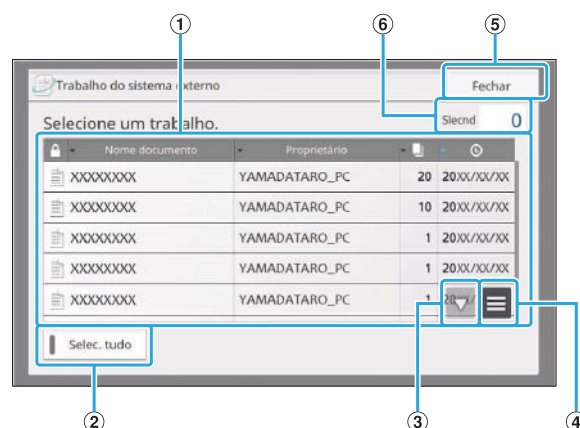 ① ⑥ ⑤
Trabalho do sistema externo Fechar
Selecione um trabalho. Slecnd 0
Nome documento Proprietário
XXXXXXXX YAMADATARO_PC 20 20XX/XX/XX
XXXXXXXX YAMADATARO_PC 10 20XX/XX/XX
XXXXXXXX YAMADATARO_PC 1 20XX/XX/XX
XXXXXXXX YAMADATARO_PC 1 20XX/XX/XX
XXXXXXXX YAMADATARO_PC 1
Selec. tudo
② ③ ④